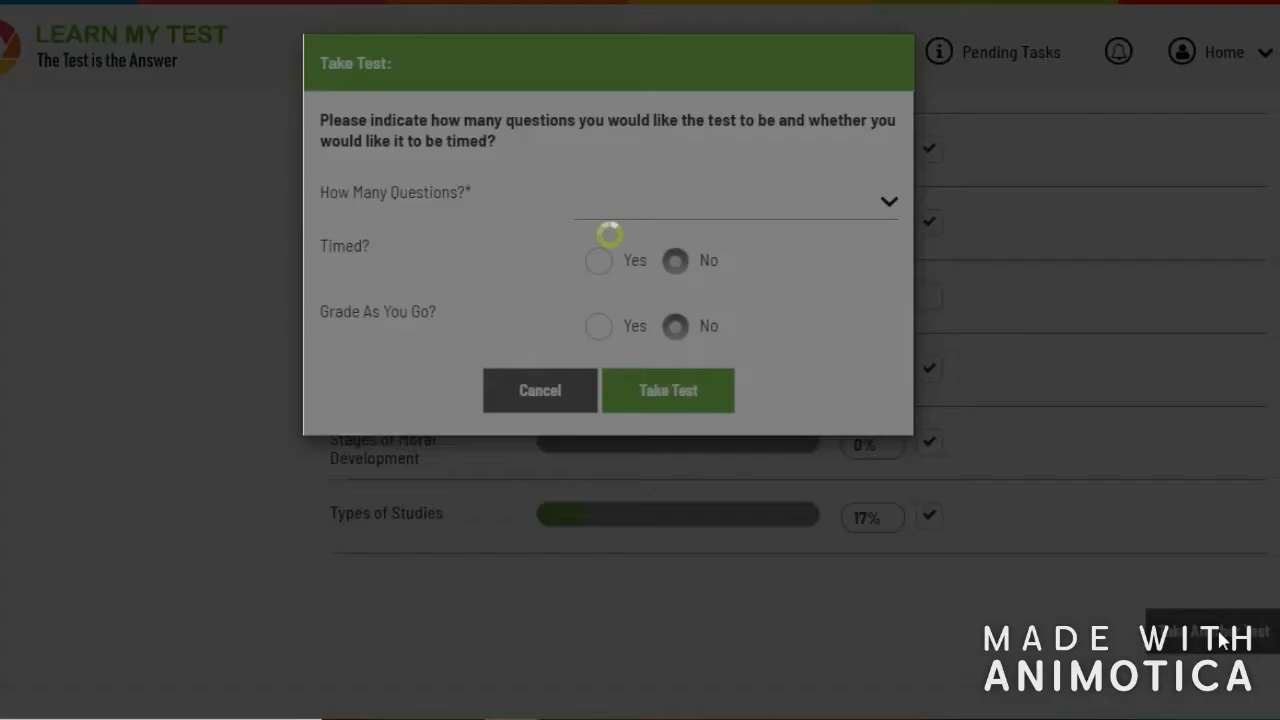 LEARN MY TEST
The Test is the Answer
Pending Tasks
Home
Take Test:
Please indicate how many questions you would like the test to be and whether you
would like it to be timed?
How Many Questions?*
Timed?
Yes
No
Grade As You Go?
Yes
No
Cancel
Take Test
Stages of Moral
Development
0%
Types of Studies
17%
MADE WITH
ANIMOTICA